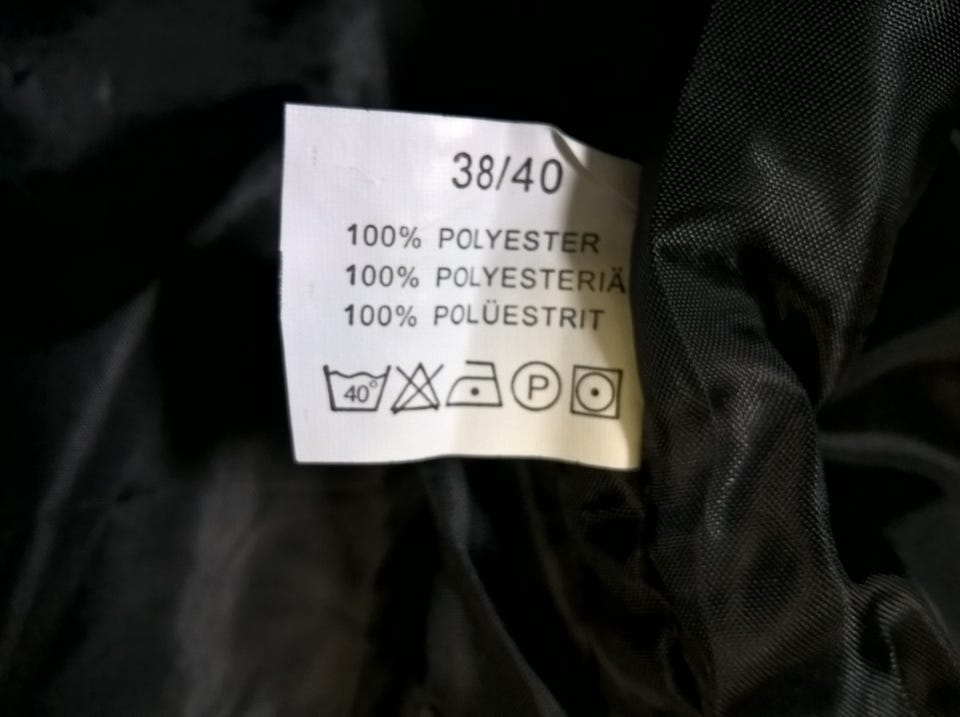 38/40
100% POLYESTER
100% POLYESTERIÄ
100% POLÜESTRIT
40° P